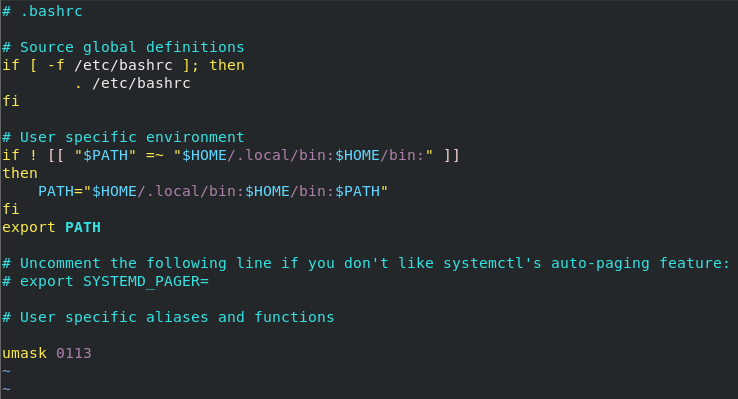 # .bashrc

# Source global definitions
if [ -f /etc/bashrc ]; then
        . /etc/bashrc
fi

# User specific environment
if ! [[ "$PATH" =~ "$HOME/.local/bin:$HOME/bin:" ]]
then
    PATH="$HOME/.local/bin:$HOME/bin:$PATH"
fi
export PATH

# Uncomment the following line if you don't like systemctl's auto-paging feature:
# export SYSTEMD_PAGER=

# User specific aliases and functions

umask 0113
~
~